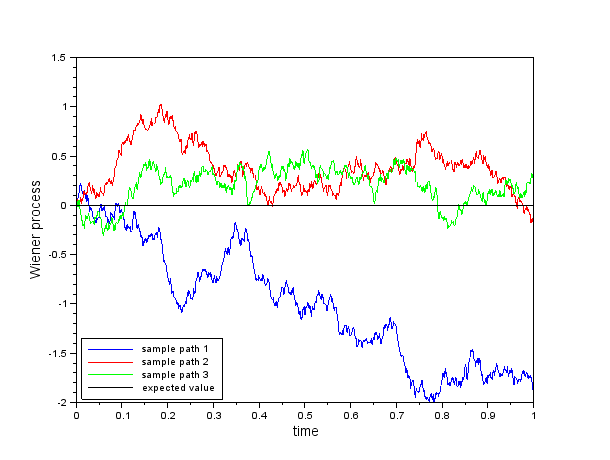 1.5
1
0.5
0
-0.5
-1
-1.5
-2
Wiener process
sample path 1
sample path 2
sample path 3
expected value
0 0.1 0.2 0.3 0.4 0.5 0.6 0.7 0.8 0.9 1
time